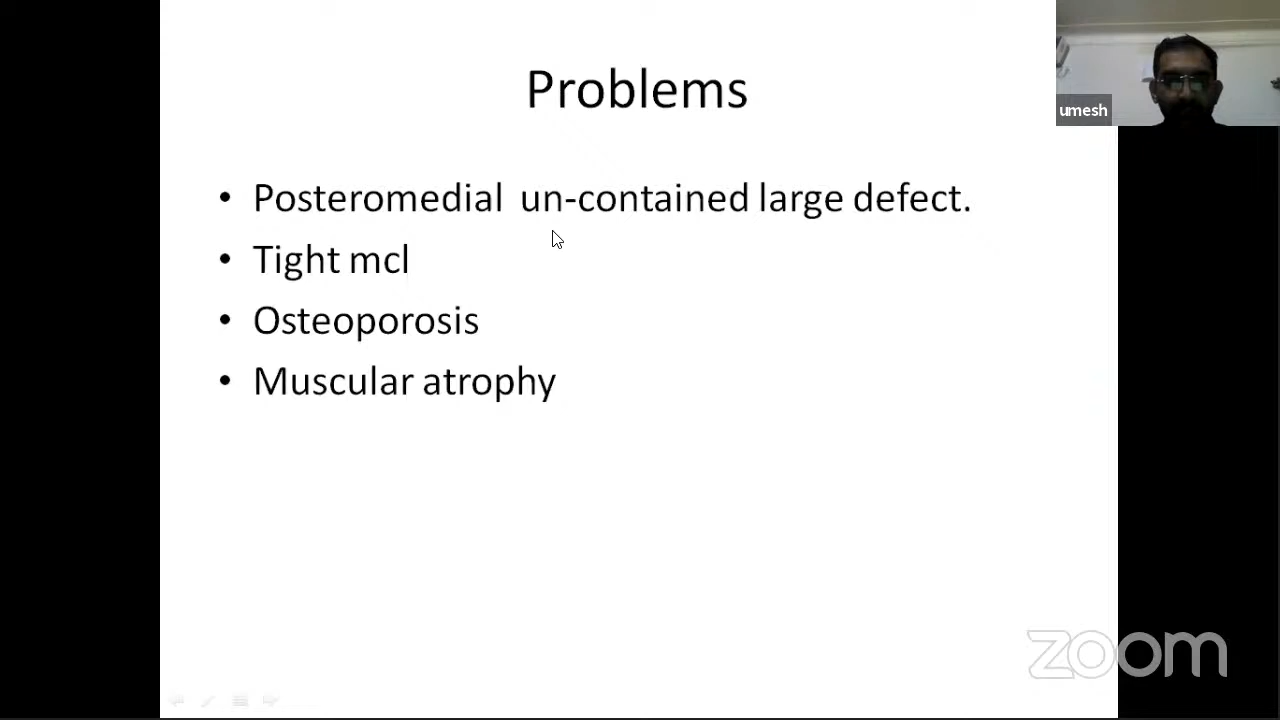 Problems
umesh
• Posteromedial un-contained large defect.
• Tight mcl
• Osteoporosis
• Muscular atrophy
zoom